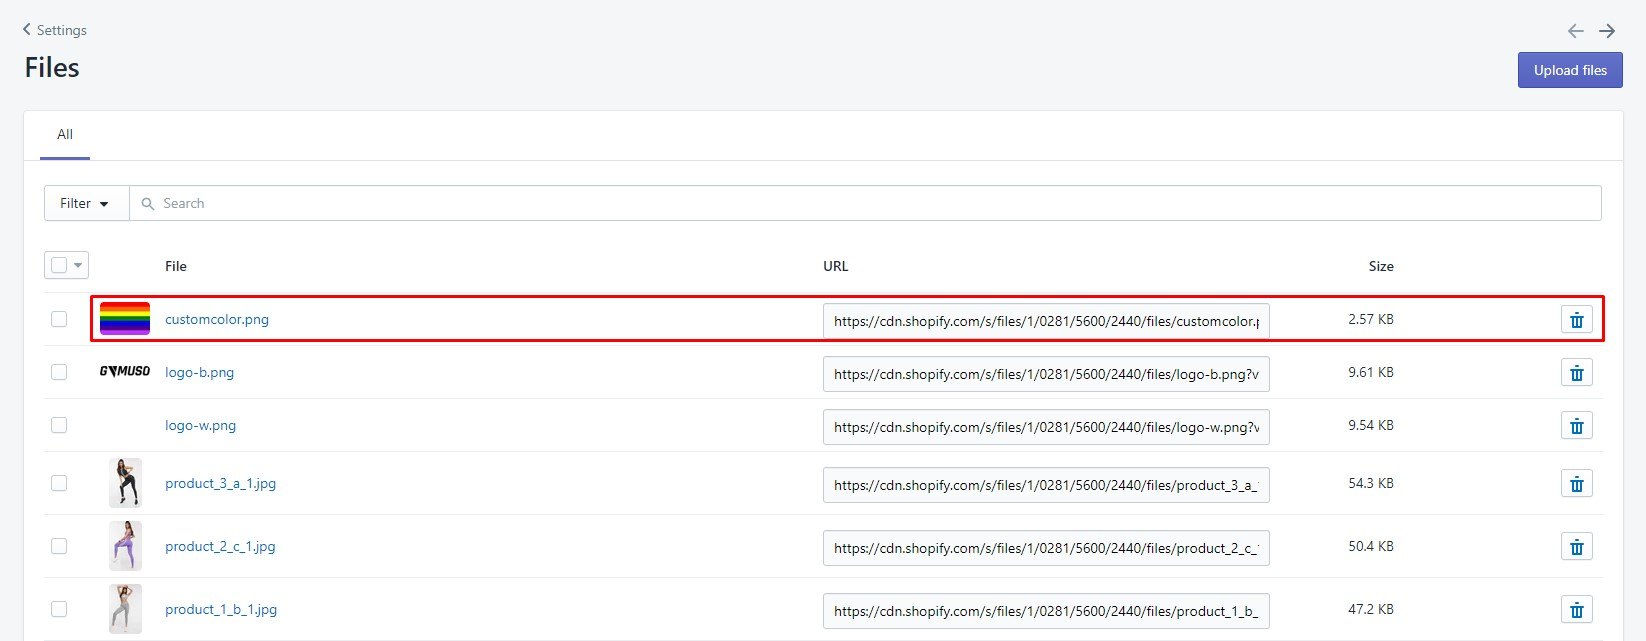 Settings
Files
Upload files
All
Filter
Search
File URL Size
customcolor.png https://cdn.shopify.com/s/files/1/0281/5600/2440/files/customcolor.p 2.57 KB
GYMUSO logo-b.png https://cdn.shopify.com/s/files/1/0281/5600/2440/files/logo-b.png?v 9.61 KB
logo-w.png https://cdn.shopify.com/s/files/1/0281/5600/2440/files/logo-w.png?v 9.54 KB
product_3_a_1.jpg https://cdn.shopify.com/s/files/1/0281/5600/2440/files/product_3_a_ 54.3 KB
product_2_c_1.jpg https://cdn.shopify.com/s/files/1/0281/5600/2440/files/product_2_c_ 50.4 KB
product_1_b_1.jpg https://cdn.shopify.com/s/files/1/0281/5600/2440/files/product_1_b_ 47.2 KB